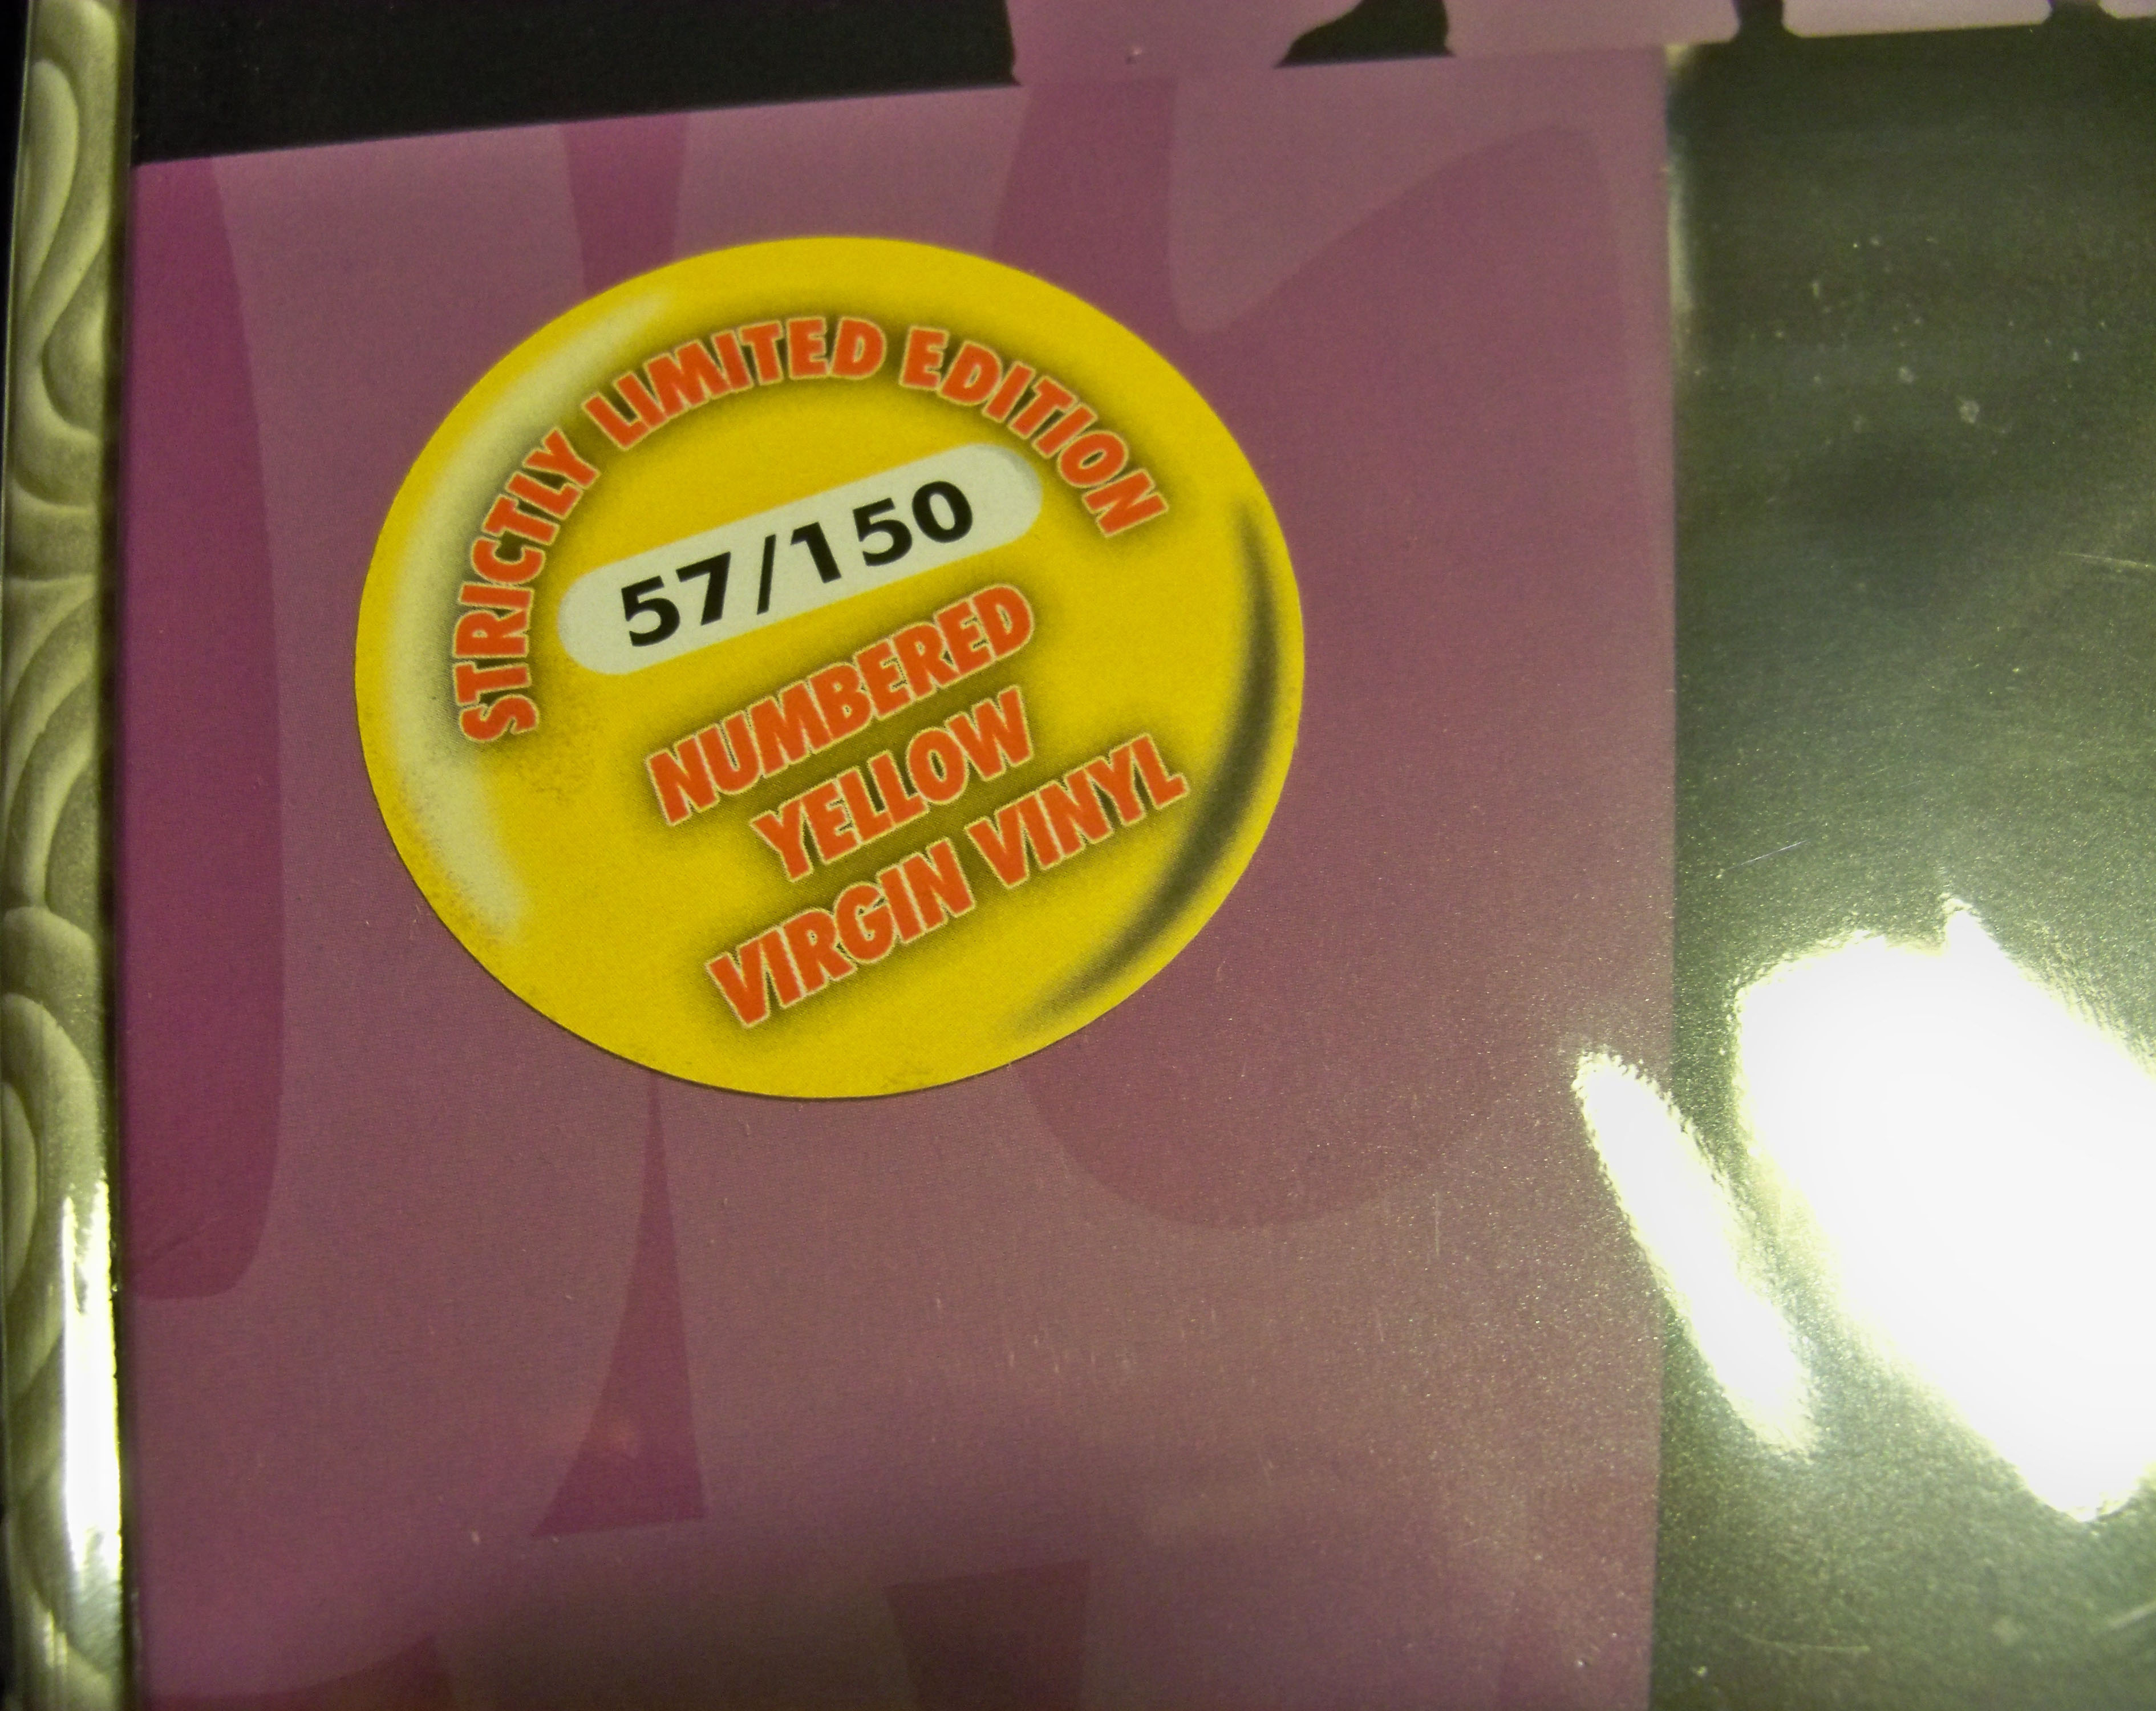 STRICTLY LIMITED EDITION
57/150
NUMBERED
YELLOW
VIRGIN VINYL